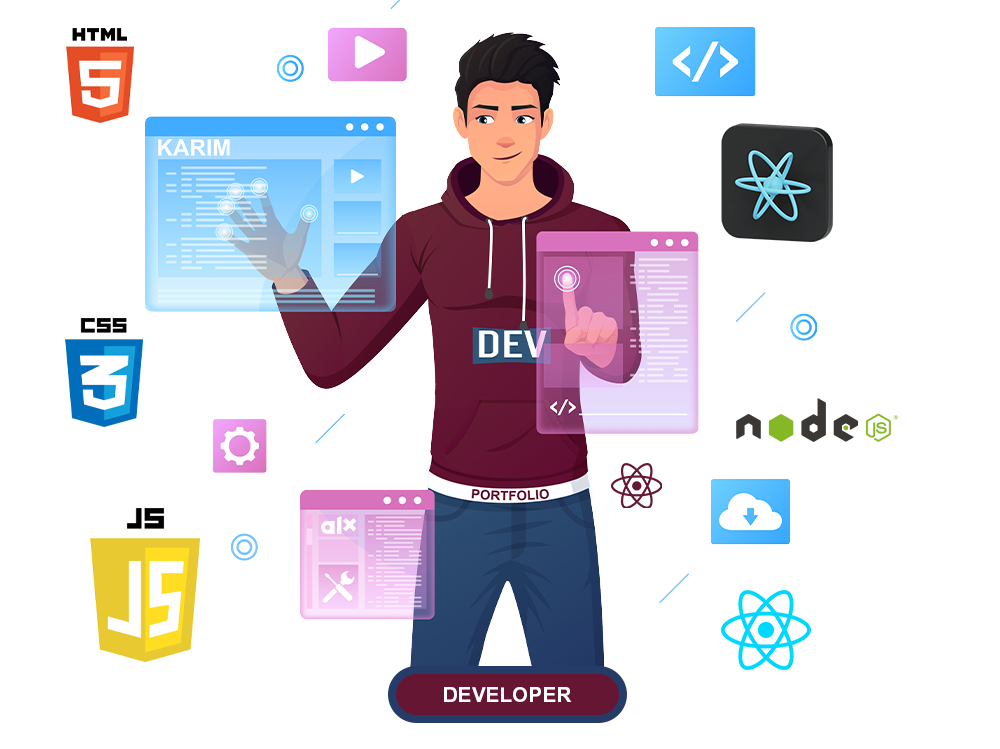 HTML
5
</>
KARIM
CSS
3
DEV
</>
node
JS
®
PORTFOLIO
JS
alx
JS
DEVELOPER